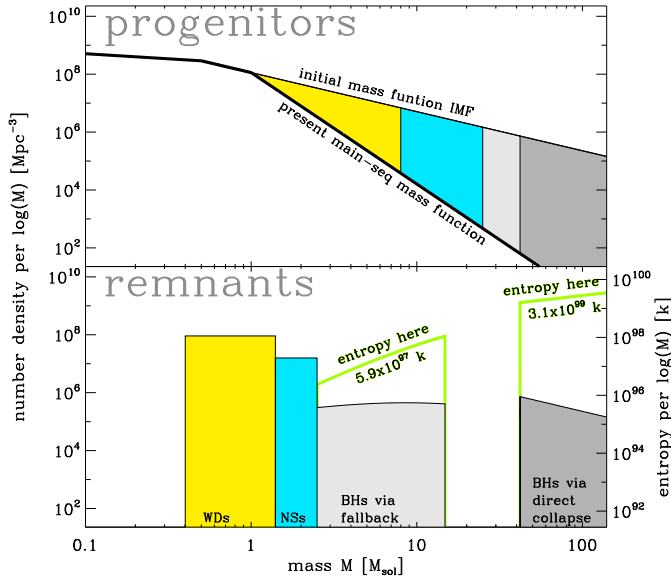 progenitors
10^10
10^8
10^6
10^4
10^2
initial mass funtion IMF
present main-seq mass function
number density per log(M) [Mpc^-3]
remnants
10^10
10^8
10^6
10^4
10^2
entropy here
5.9x10^97 k
entropy here
3.1x10^99 k
10^100
10^98
10^96
10^94
10^92
entropy per log(M) [k]
WDs
NSs
BHs via
fallback
BHs via
direct
collapse
0.1
1
10
100
mass M [M_sol]